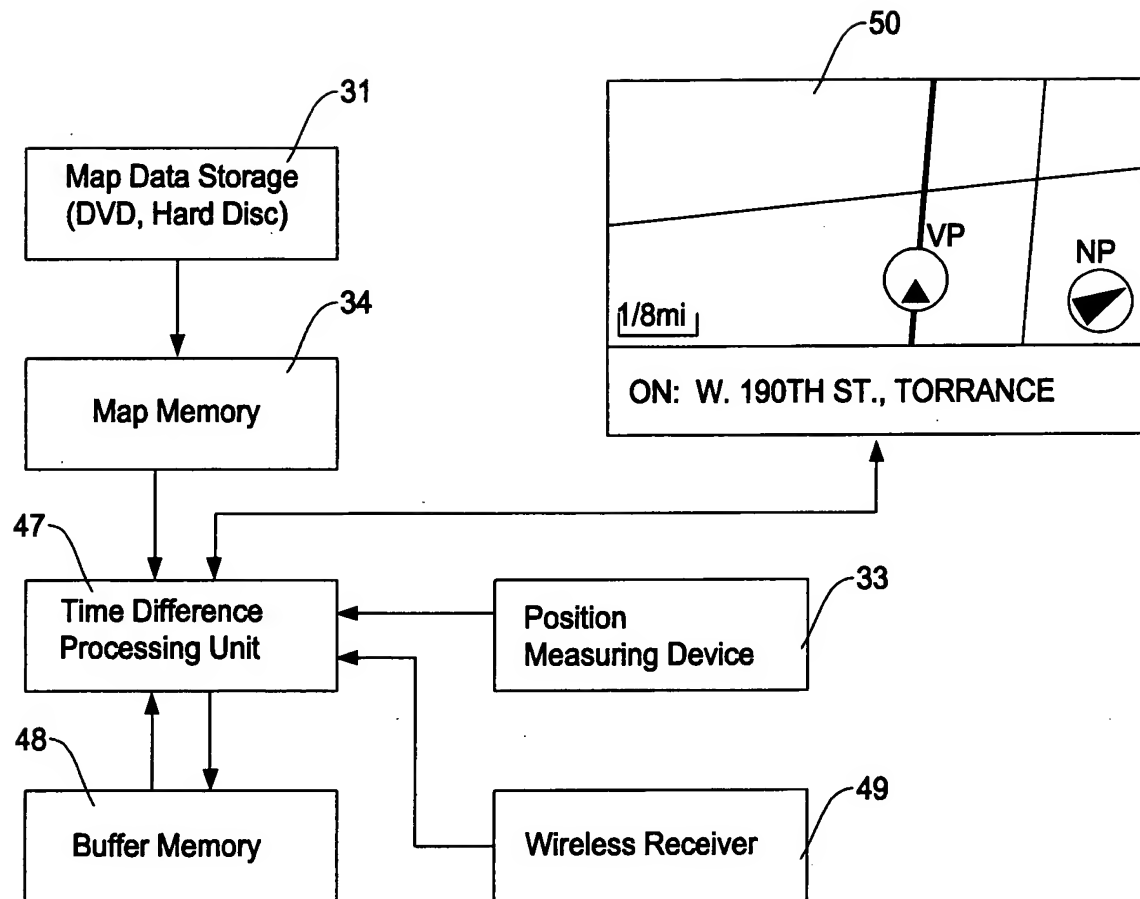 50
31
Map Data Storage
(DVD, Hard Disc)
VP
NP
1/8mi
34
Map Memory
ON: W. 190TH ST., TORRANCE
47
Time Difference
Processing Unit
33
Position
Measuring Device
48
Buffer Memory
49
Wireless Receiver